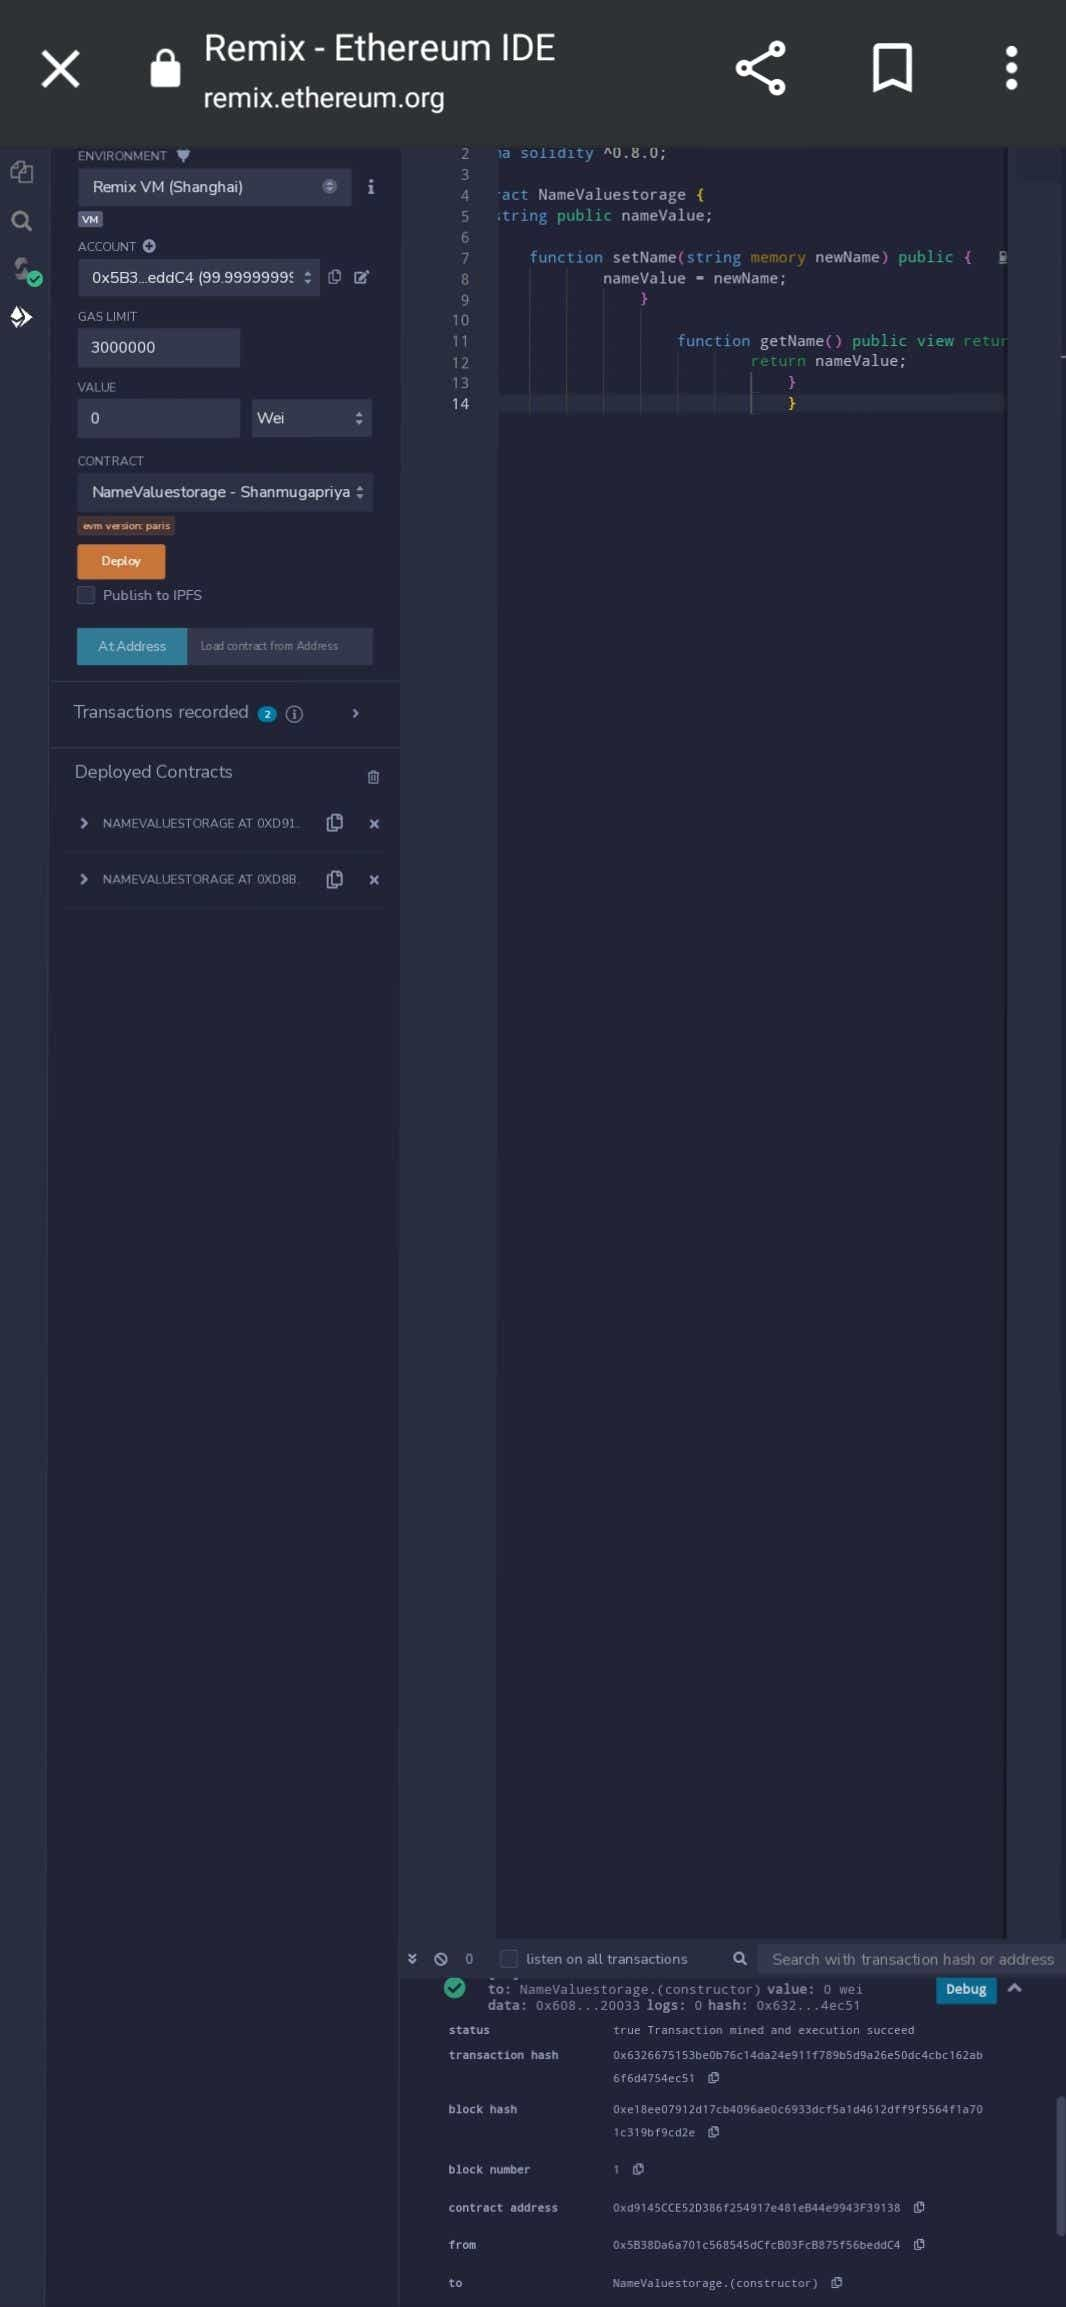 Remix - Ethereum IDE
remix.ethereum.org
ENVIRONMENT
Remix VM (Shanghai)
VM
ACCOUNT
0x5B3...eddC4 (99.9999999
GAS LIMIT
3000000
VALUE
0
Wei
CONTRACT
NameValuestorage - Shanmugapriya
evm version: paris
Deploy
Publish to IPFS
At Address
Load contract from Address
Transactions recorded 2
Deployed Contracts
NAMEVALUESTORAGE AT 0XD91..
NAMEVALUESTORAGE AT 0XD8B.
2 na solidity ^0.8.0;
3
4 ract NameValuestorage {
5 string public nameValue;
6
7 function setName(string memory newName) public {
8 nameValue = newName;
9 }
10
11 function getName() public view retur
12 return nameValue;
13 }
14 }
0
listen on all transactions
Search with transaction hash or address
to: NameValuestorage.(constructor) value: 0 wei
Debug
data: 0x608...20033 logs: 0 hash: 0x632...4ec51
status true Transaction mined and execution succeed
transaction hash 0x6326675153be0b76c14da24e911f789b5d9a26e50dc4cbc162ab
6f6d4754ec51
block hash 0xe18ee07912d17cb4096ae0c6933dcf5a1d4612dff9f5564f1a70
1c319bf9cd2e
block number 1
contract address 0xd9145CCE52D386f254917e481eB44e9943F39138
from 0x5B38Da6a701c568545dCfcB03FcB875f56beddC4
to NameValuestorage.(constructor)